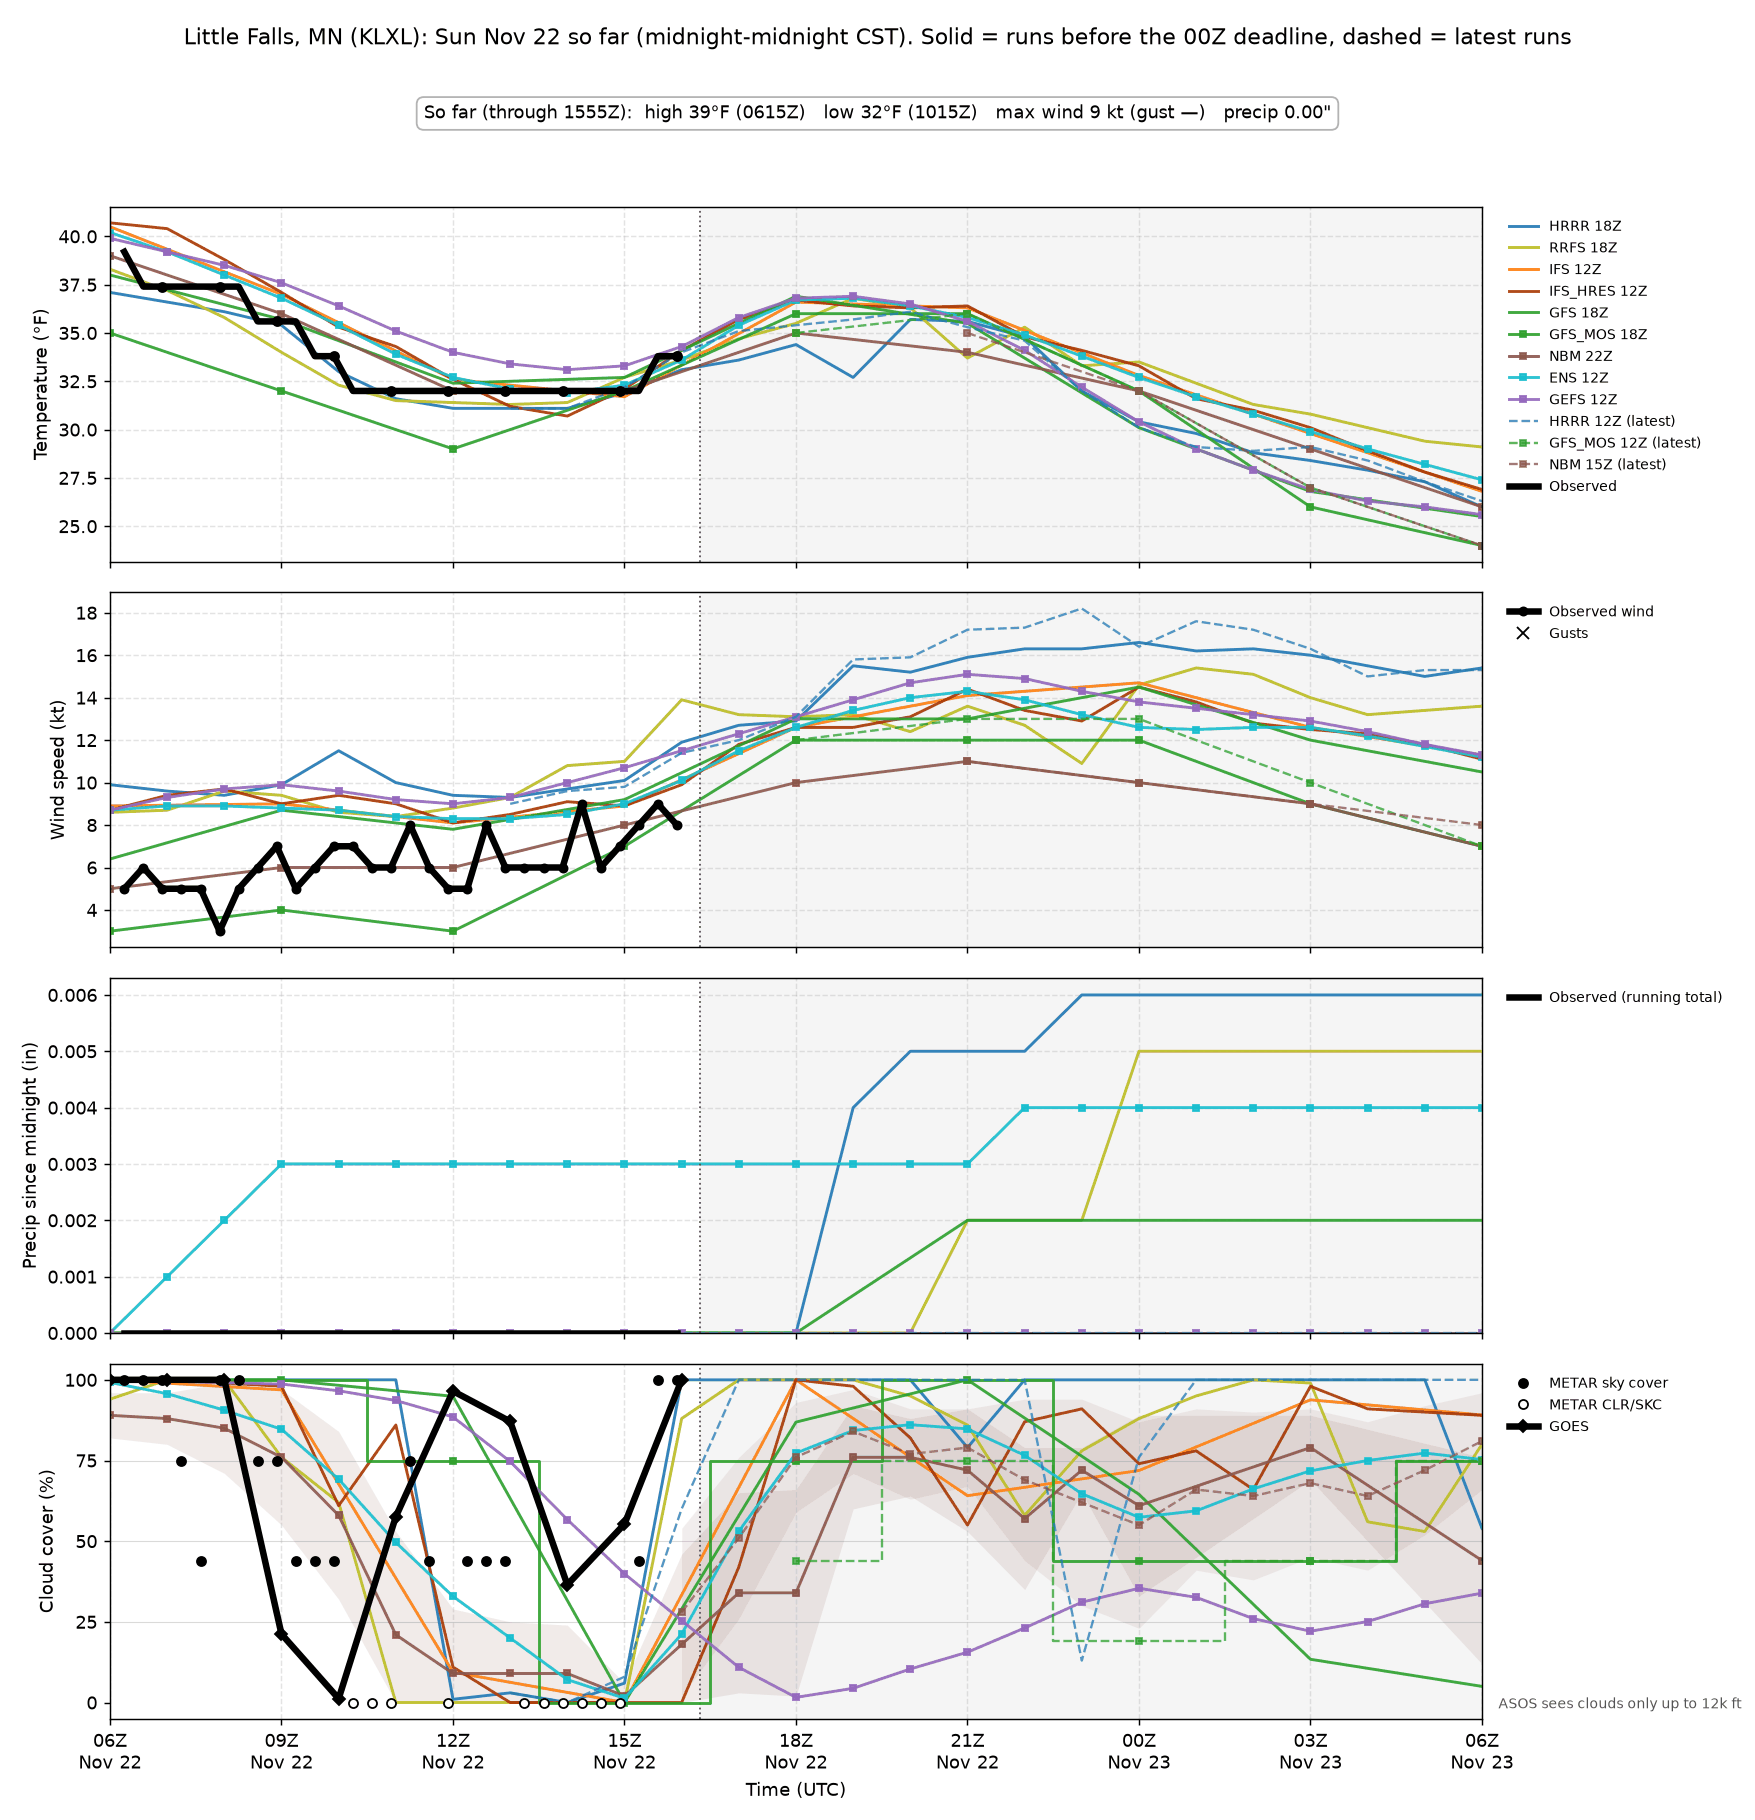 Little Falls, MN (KLXL): Sun Nov 22 so far (midnight-midnight CST). Solid = runs before the 00Z deadline, dashed = latest runs
So far (through 1555Z):  high 39°F (0615Z)   low 32°F (1015Z)   max wind 9 kt (gust —)   precip 0.00"
Temperature (°F)
40.0
37.5
35.0
32.5
30.0
27.5
25.0
HRRR 18Z
RRFS 18Z
IFS 12Z
IFS_HRES 12Z
GFS 18Z
GFS_MOS 18Z
NBM 22Z
ENS 12Z
GEFS 12Z
HRRR 12Z (latest)
GFS_MOS 12Z (latest)
NBM 15Z (latest)
Observed
Wind speed (kt)
18
16
14
12
10
8
6
4
Observed wind
Gusts
Precip since midnight (in)
0.006
0.005
0.004
0.003
0.002
0.001
0.000
Observed (running total)
Cloud cover (%)
100
75
50
25
0
METAR sky cover
METAR CLR/SKC
GOES
ASOS sees clouds only up to 12k ft
06Z
Nov 22
09Z
Nov 22
12Z
Nov 22
15Z
Nov 22
18Z
Nov 22
21Z
Nov 22
00Z
Nov 23
03Z
Nov 23
06Z
Nov 23
Time (UTC)